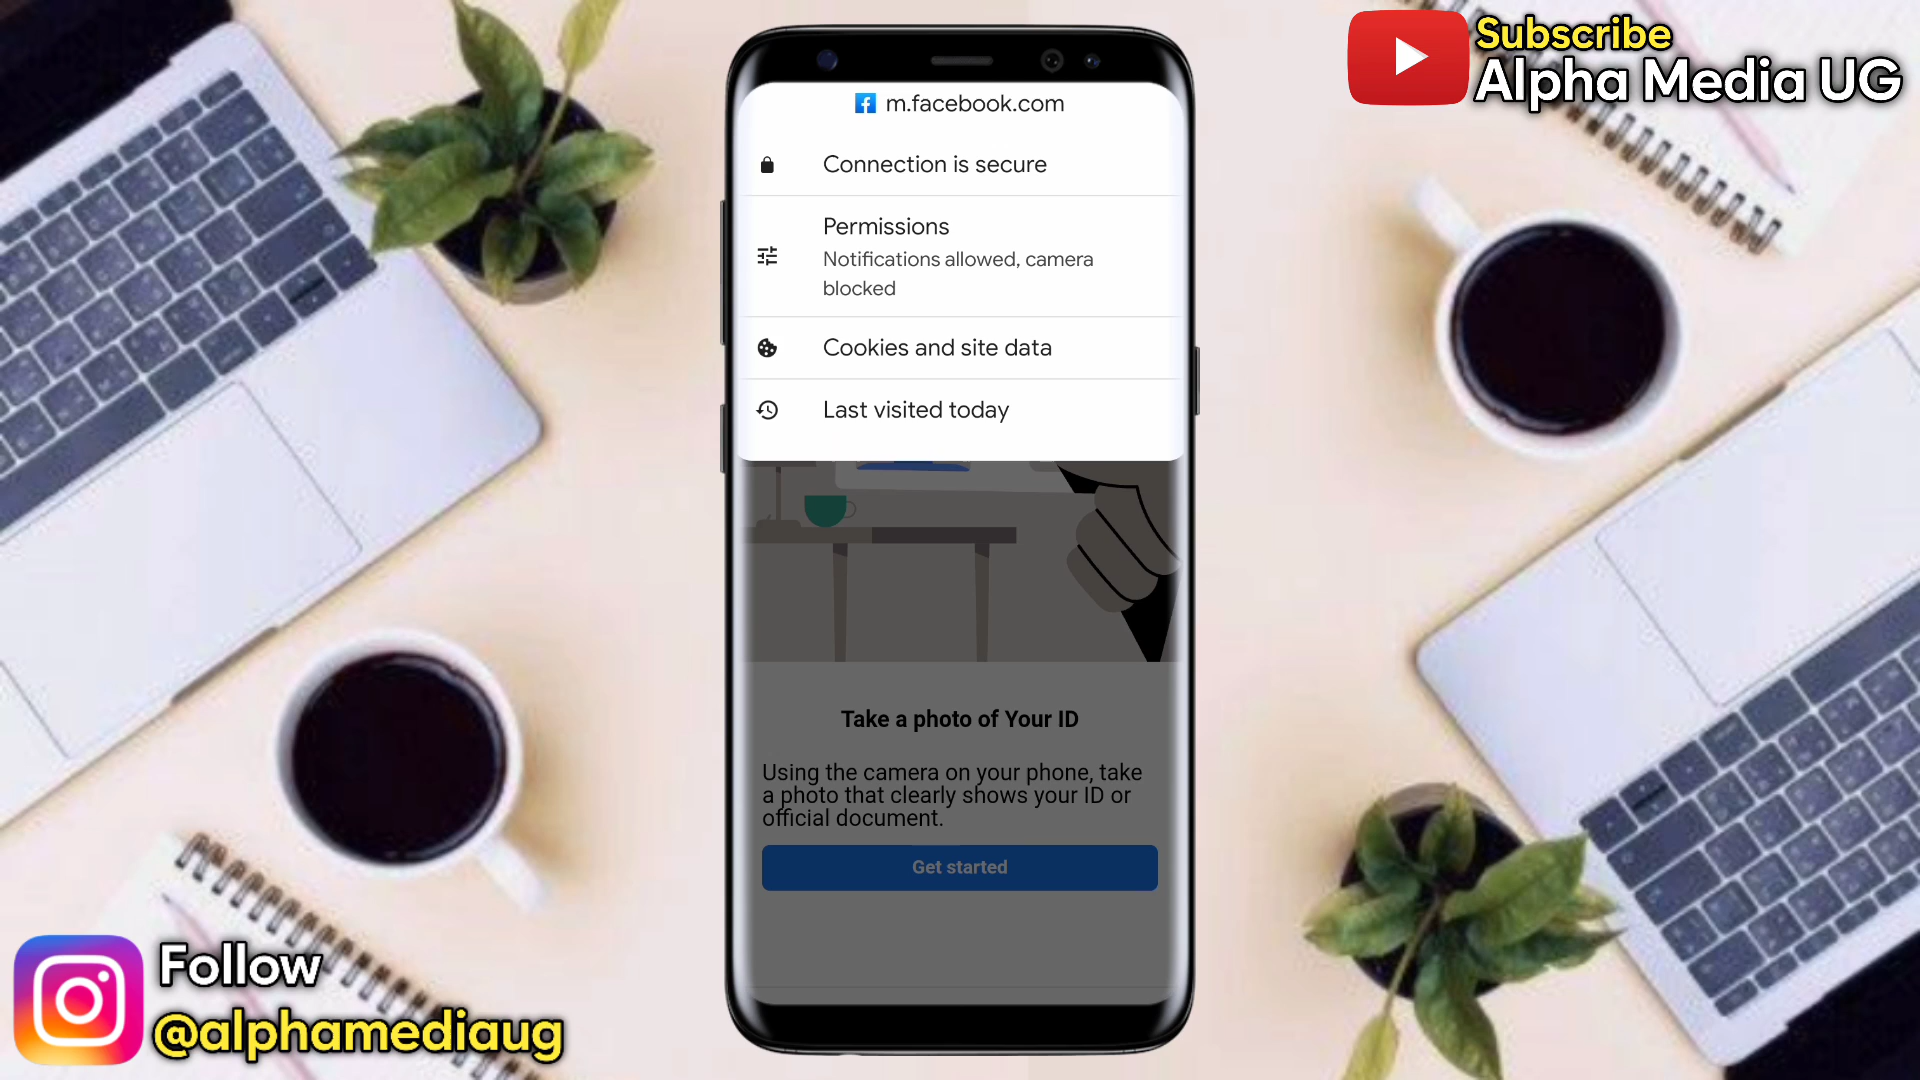 Subscribe
Alpha Media UG
m.facebook.com
Connection is secure
Permissions
Notifications allowed, camera
blocked
Cookies and site data
Last visited today
Take a photo of Your ID
Using the camera on your phone, take
a photo that clearly shows your ID or
official document.
Get started
Follow
@alphamediaug